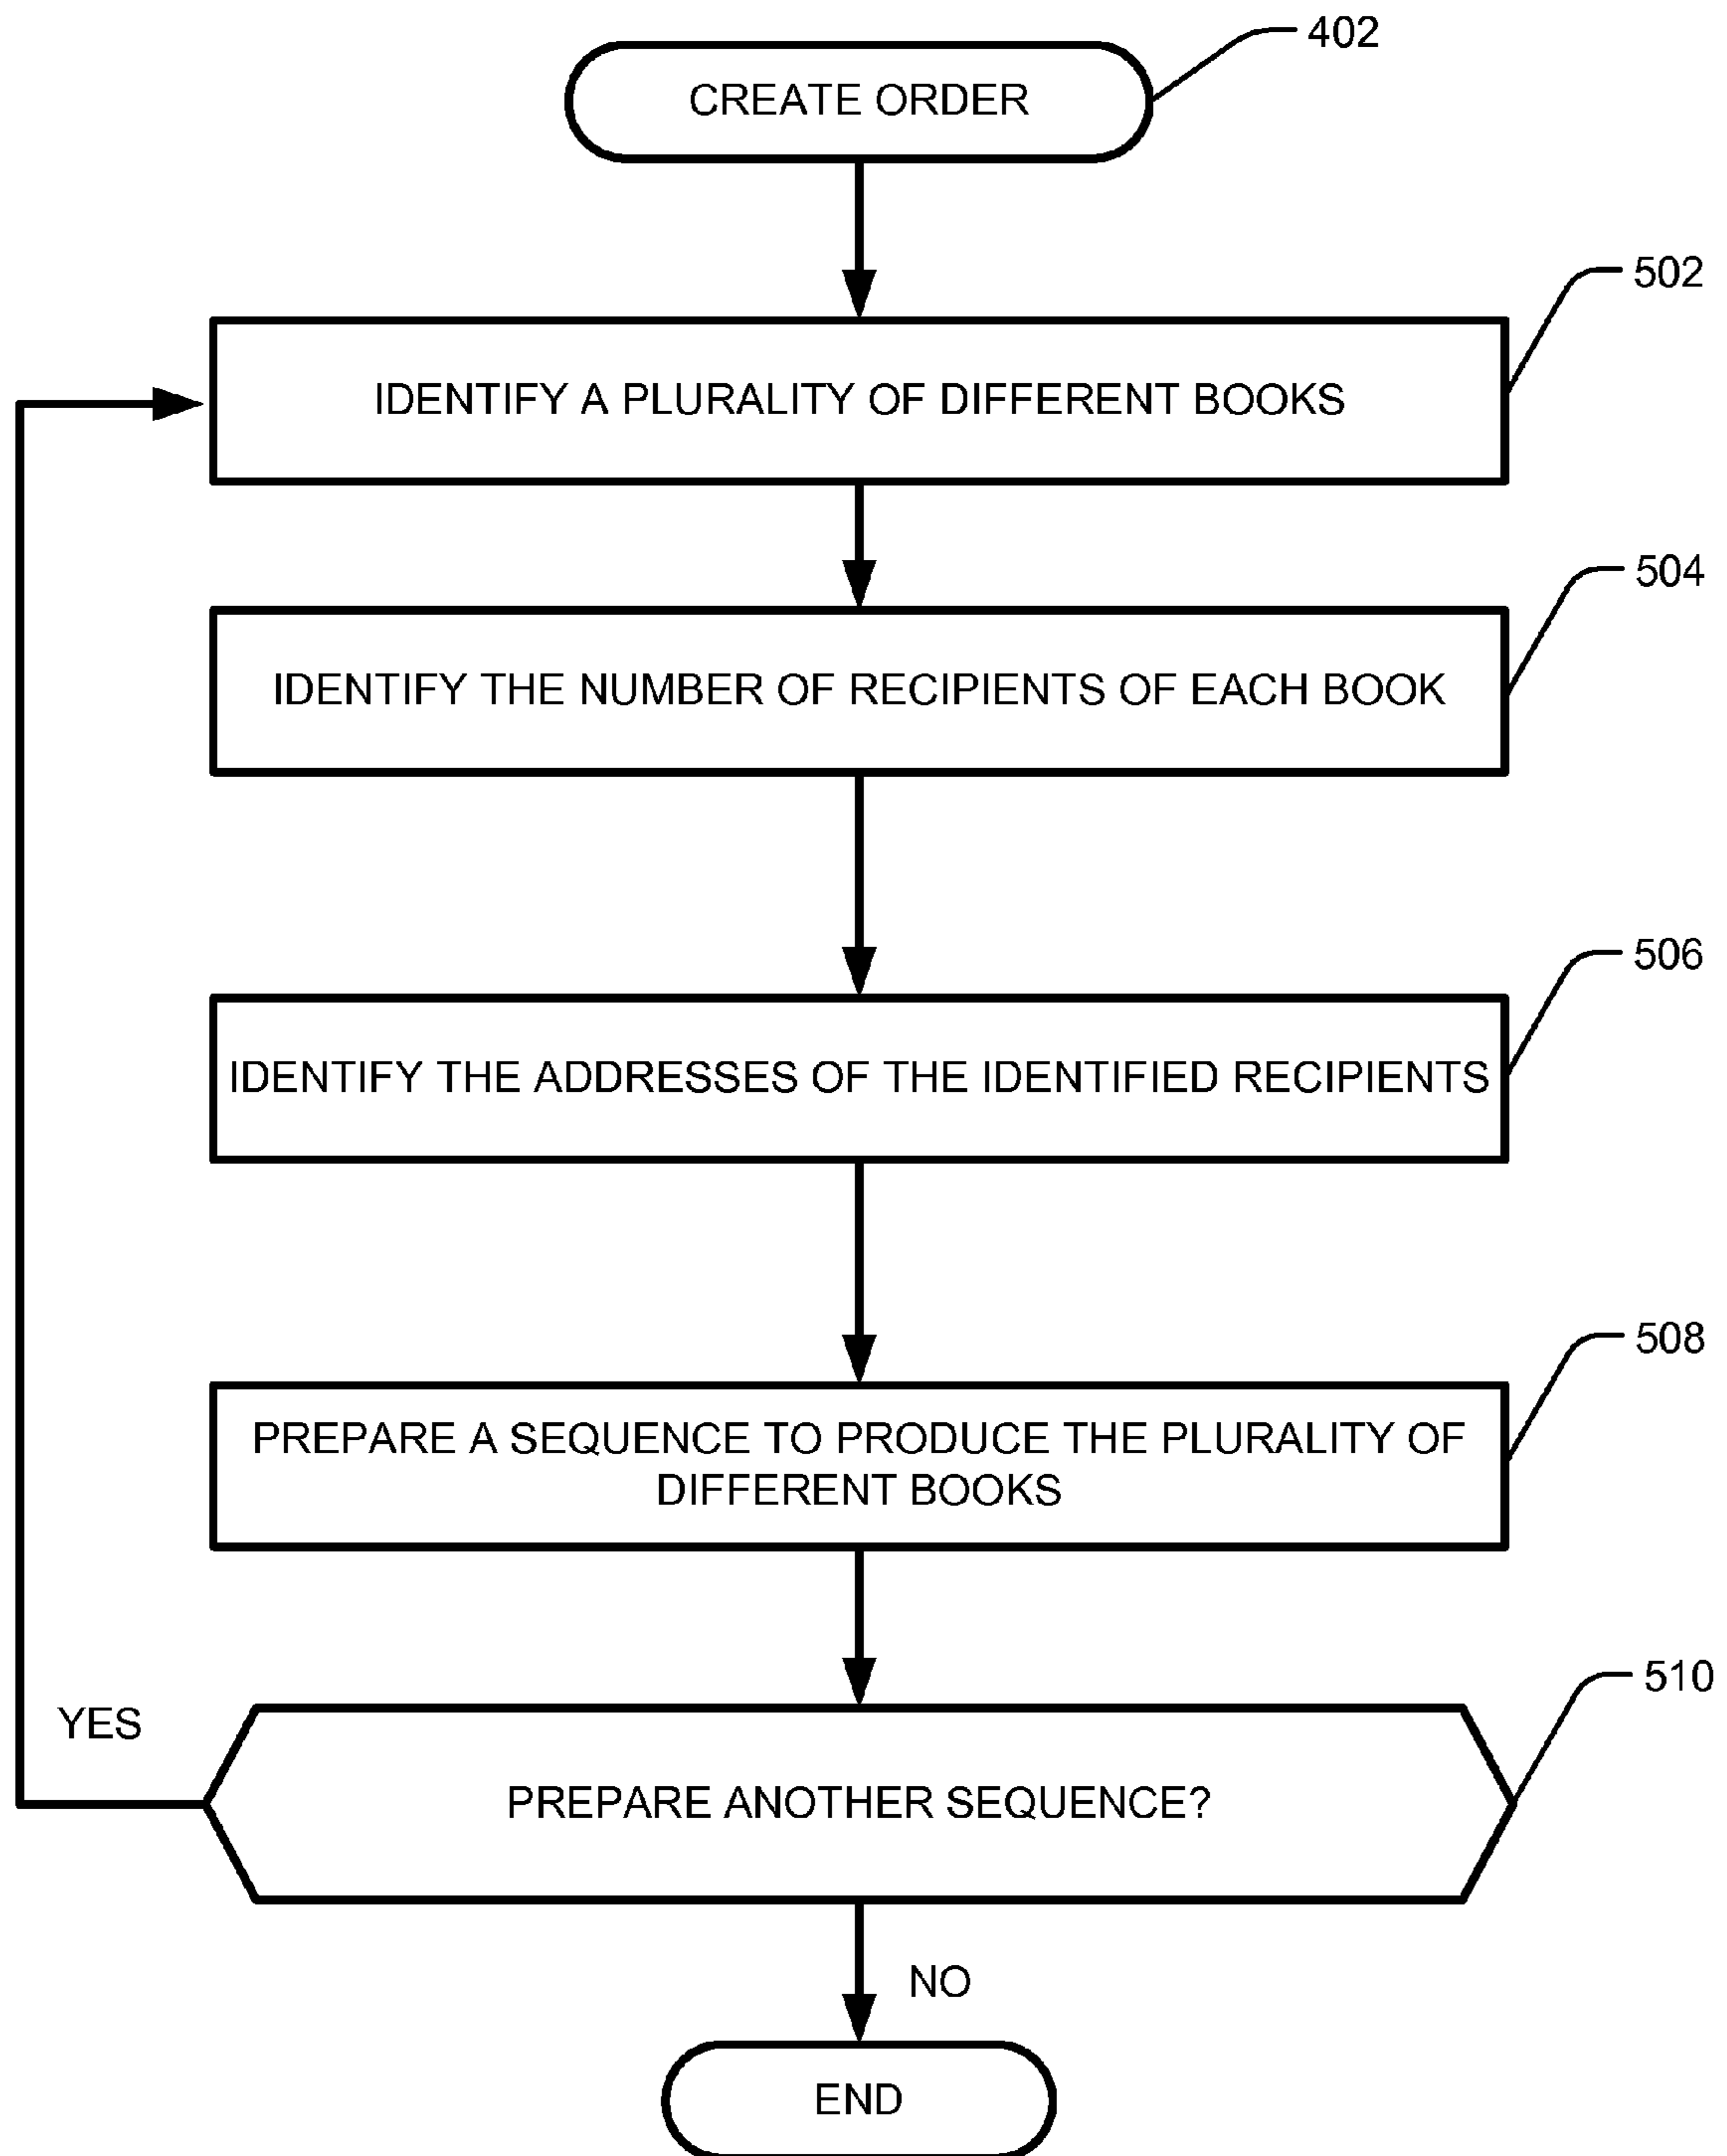 402
CREATE ORDER
502
IDENTIFY A PLURALITY OF DIFFERENT BOOKS
504
IDENTIFY THE NUMBER OF RECIPIENTS OF EACH BOOK
506
IDENTIFY THE ADDRESSES OF THE IDENTIFIED RECIPIENTS
508
PREPARE A SEQUENCE TO PRODUCE THE PLURALITY OF
DIFFERENT BOOKS
510
YES
PREPARE ANOTHER SEQUENCE?
NO
END